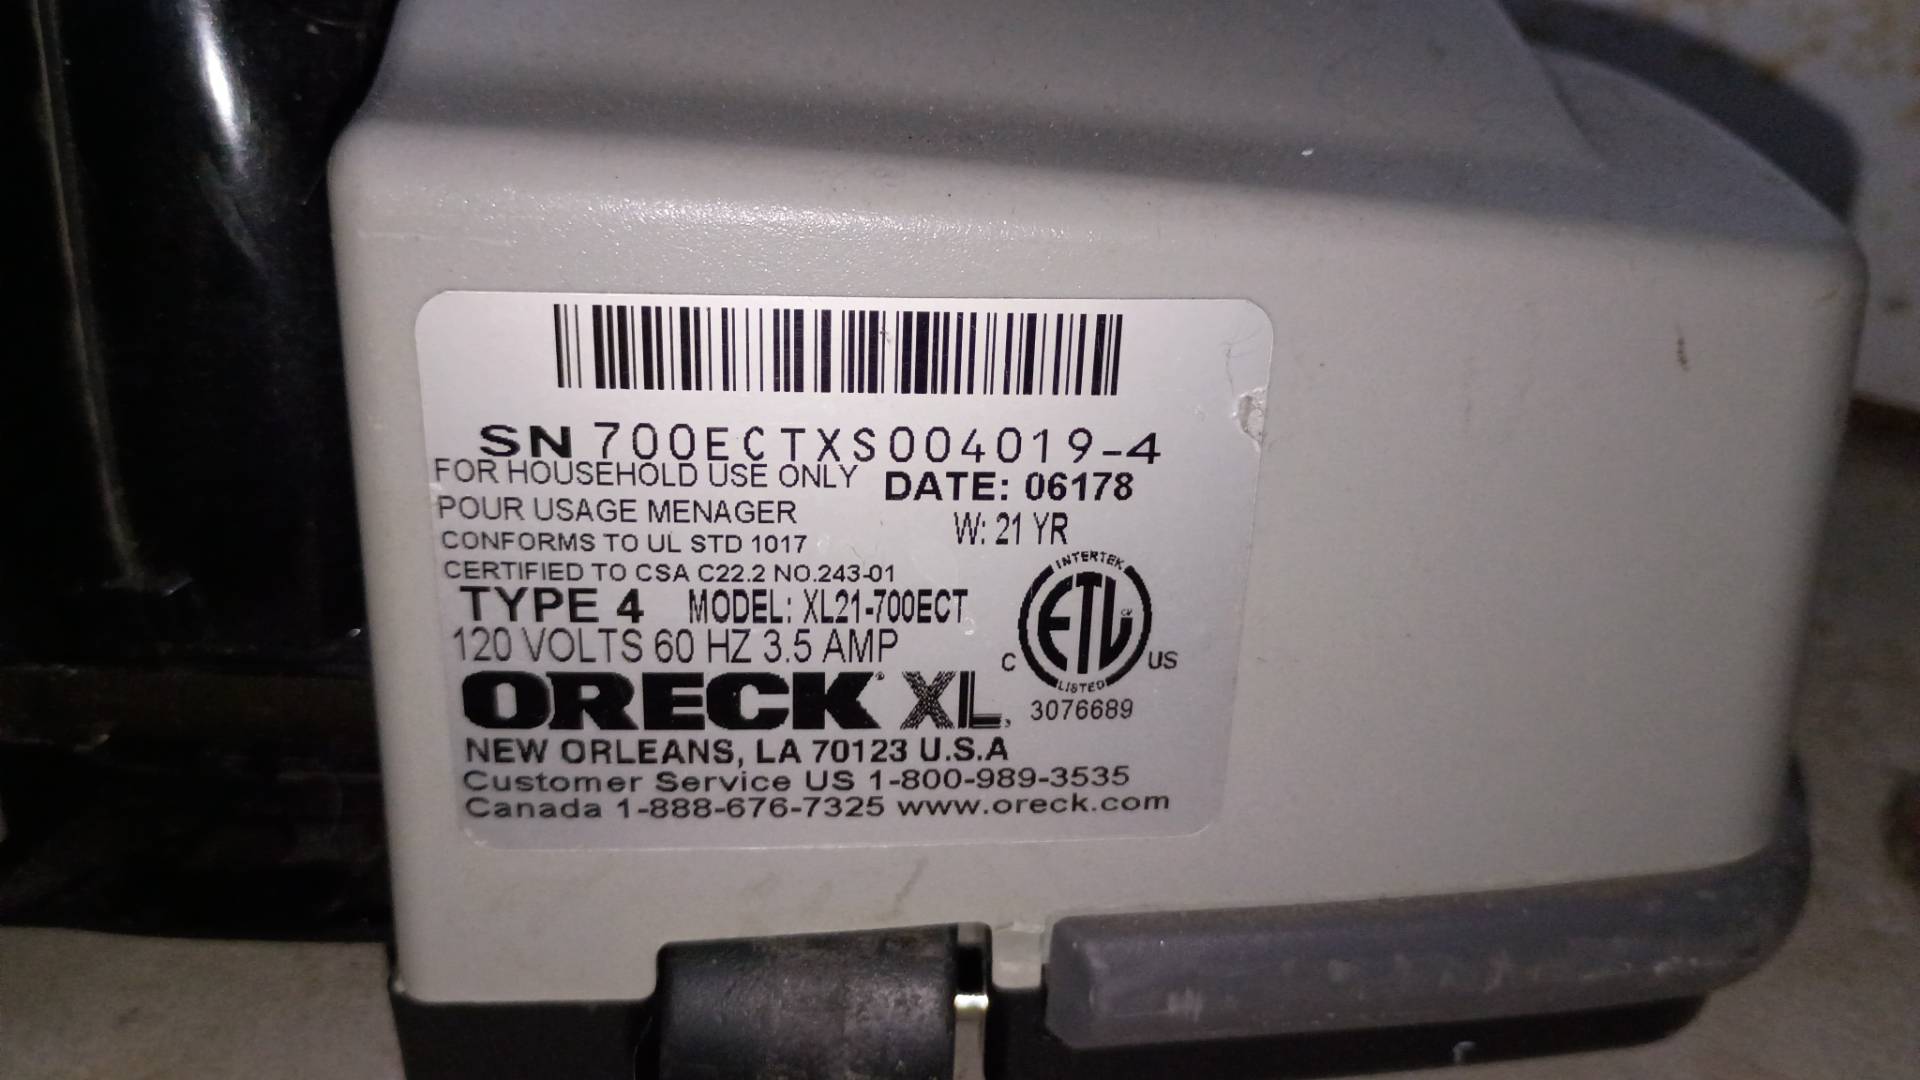 SN 700ECTXS004019-4
FOR HOUSEHOLD USE ONLY
DATE: 06178
POUR USAGE MENAGER
W: 21 YR
CONFORMS TO UL STD 1017
CERTIFIED TO CSA C22.2 NO.243-01
TYPE 4 MODEL: XL21-700ECT
120 VOLTS 60 HZ 3.5 AMP
INTERTEK
ETL CM
C US
LISTED
3076689
ORECK XL
NEW ORLEANS, LA 70123 U.S.A
Customer Service US 1-800-989-3535
Canada 1-888-676-7325 www.oreck.com